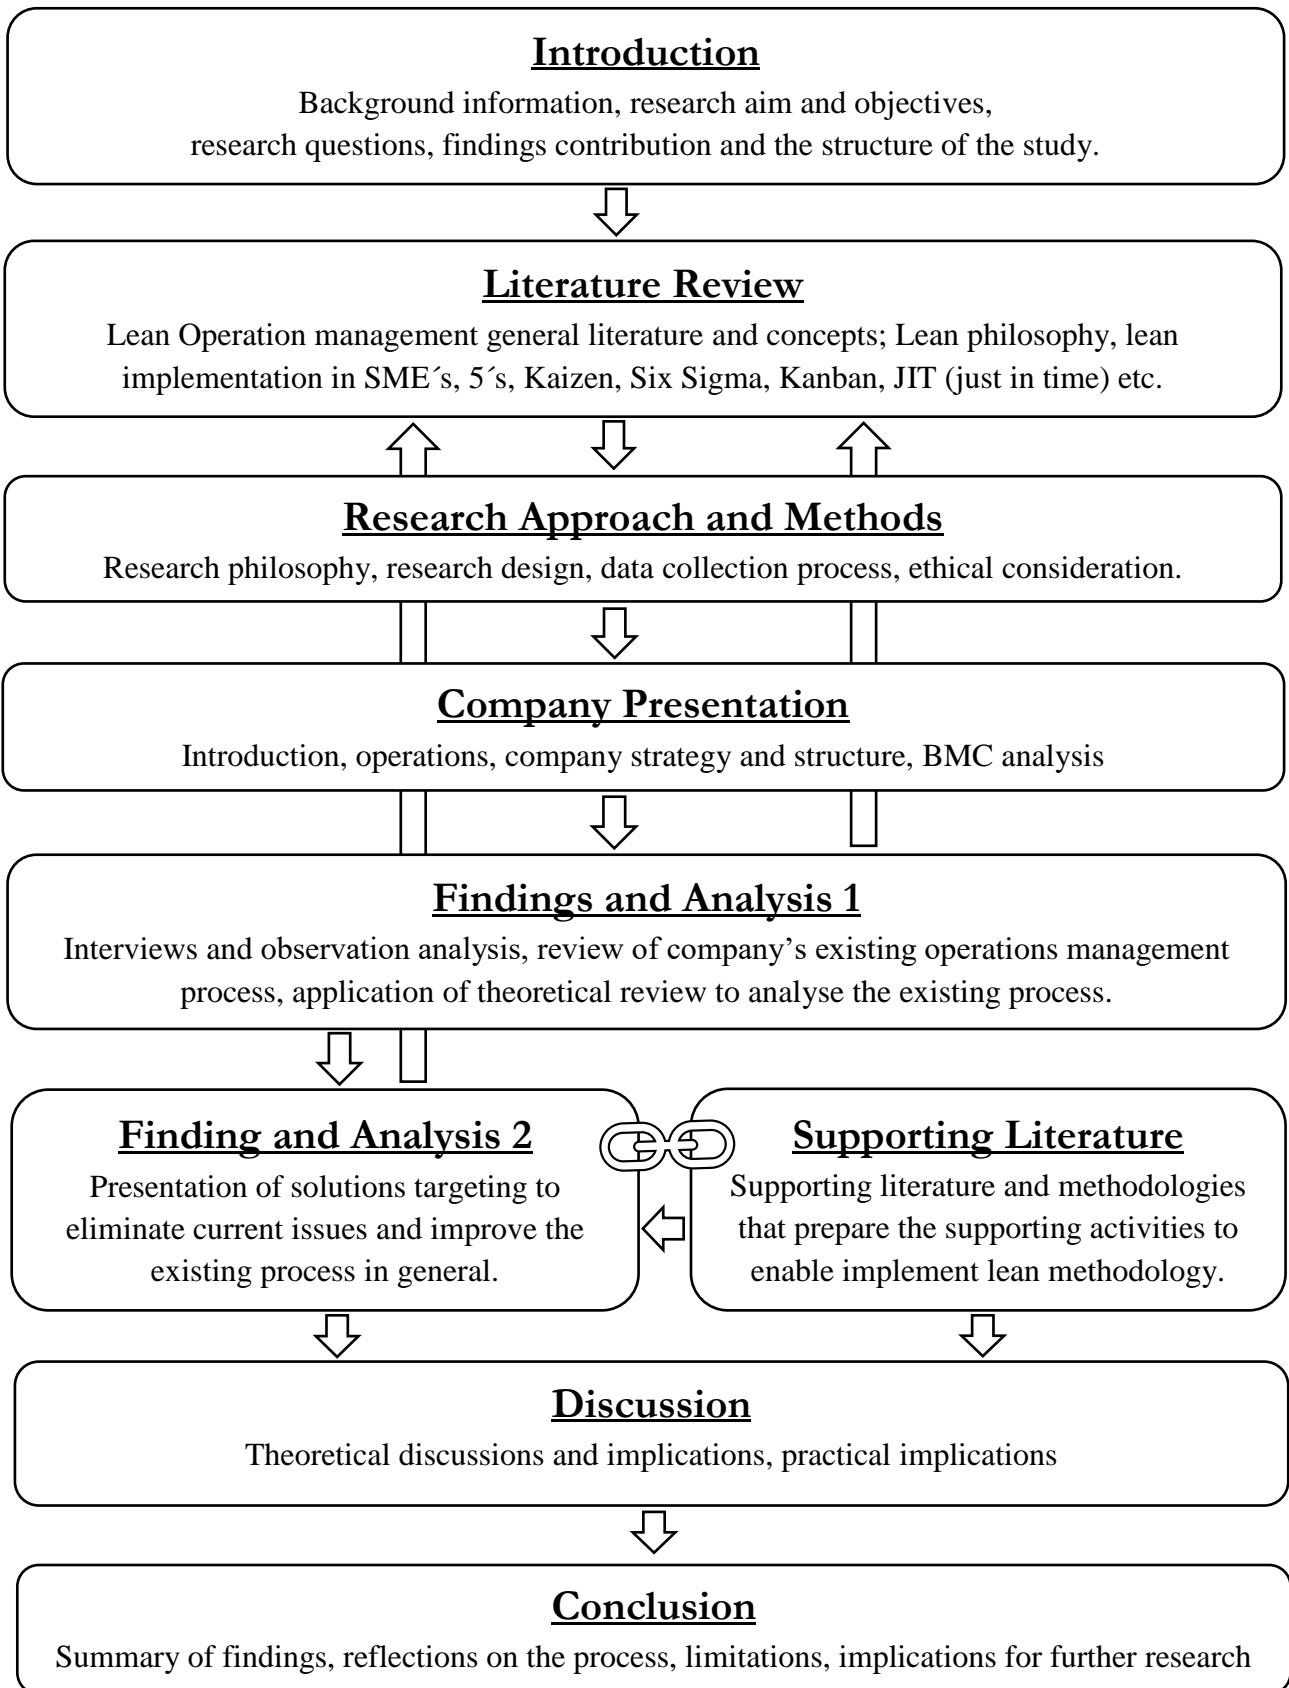 Introduction
Background information, research aim and objectives,
research questions, findings contribution and the structure of the study.
Literature Review
Lean Operation management general literature and concepts; Lean philosophy, lean
implementation in SME´s, 5´s, Kaizen, Six Sigma, Kanban, JIT (just in time) etc.
Research Approach and Methods
Research philosophy, research design, data collection process, ethical consideration.
Company Presentation
Introduction, operations, company strategy and structure, BMC analysis
Findings and Analysis 1
Interviews and observation analysis, review of company’s existing operations management
process, application of theoretical review to analyse the existing process.
Finding and Analysis 2
Presentation of solutions targeting to
eliminate current issues and improve the
existing process in general.
Supporting Literature
Supporting literature and methodologies
that prepare the supporting activities to
enable implement lean methodology.
Discussion
Theoretical discussions and implications, practical implications
Conclusion
Summary of findings, reflections on the process, limitations, implications for further research